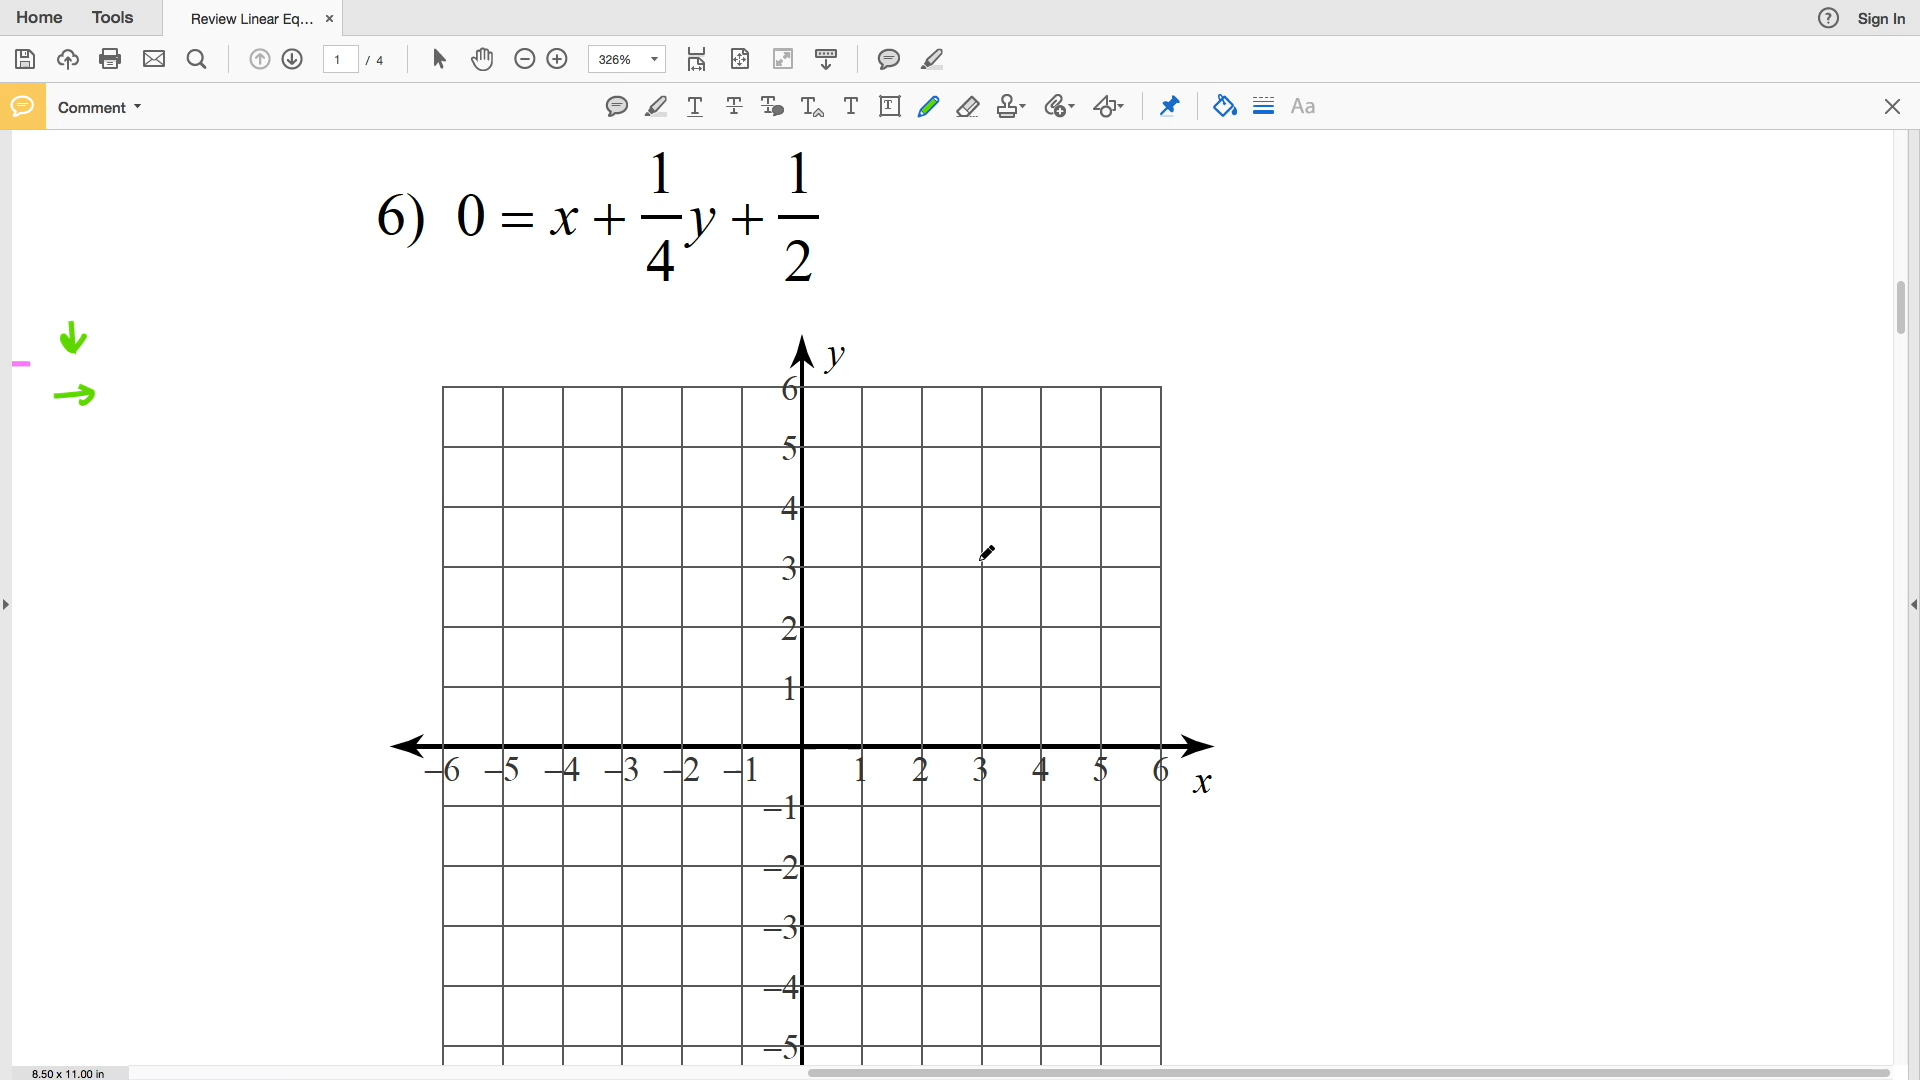 Home Tools Review Linear Eq... × ? Sign In
1 / 4 326%
Comment T T T T T T Aa
6) 0 = x + 1/4 y + 1/2
y
6
5
4
3
2
1
−6 −5 −4 −3 −2 −1 1 2 3 4 5 6 x
−1
−2
−3
−4
−5
8.50 x 11.00 in